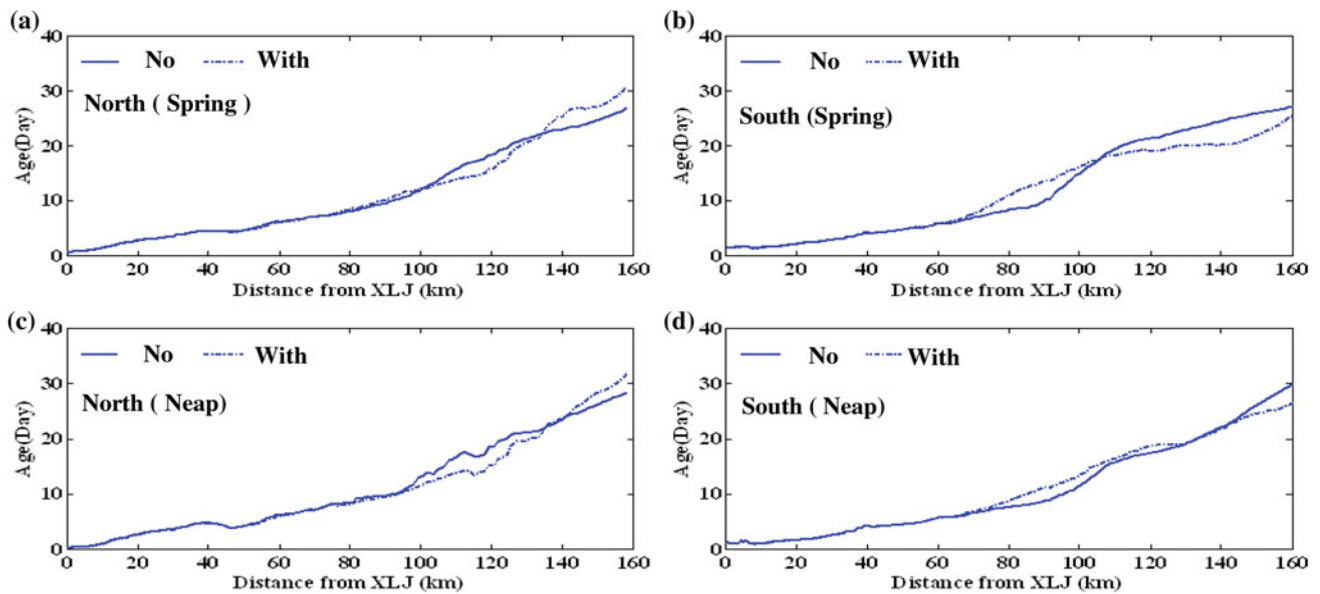 (a)
40
30
20
10
0
Age(Day)
No
With
North ( Spring )
0 20 40 60 80 100 120 140 160
Distance from XLJ (km)
(b)
40
30
20
10
0
Age(Day)
No
With
South (Spring)
0 20 40 60 80 100 120 140 160
Distance from XLJ (km)
(c)
40
30
20
10
0
Age(Day)
No
With
North ( Neap)
0 20 40 60 80 100 120 140 160
Distance from XLJ (km)
(d)
40
30
20
10
0
Age(Day)
No
With
South ( Neap)
0 20 40 60 80 100 120 140 160
Distance from XLJ (km)